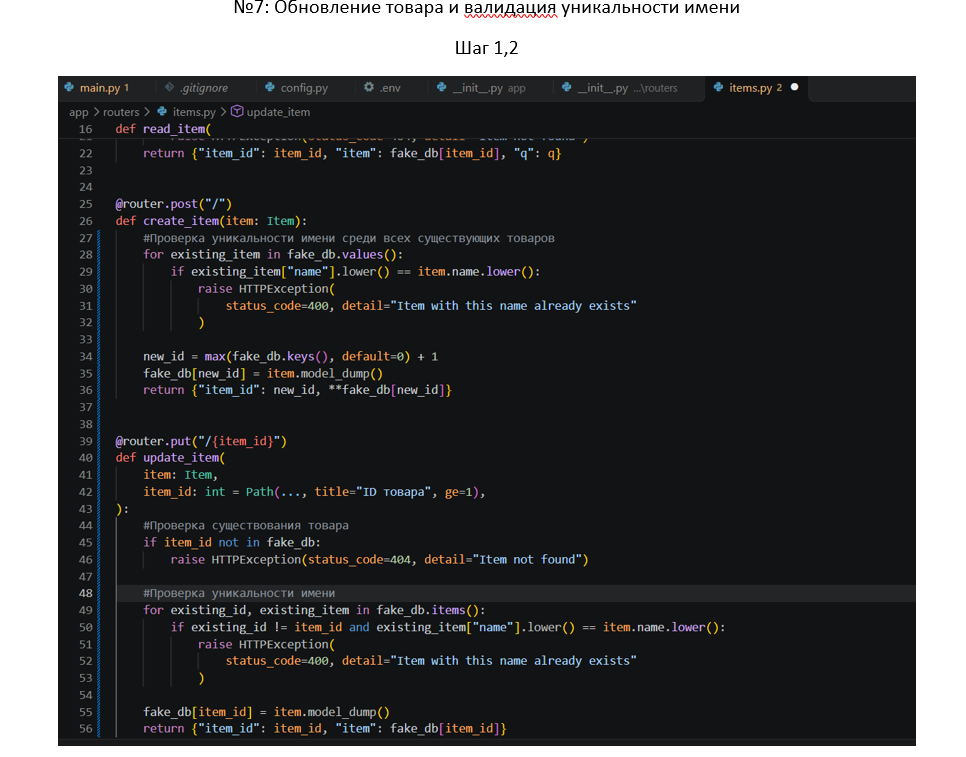 №7: Обновление товара и валидация уникальности имени
Шаг 1,2
main.py 1 .gitignore config.py .env __init__.py app __init__.py ...\routers items.py 2
app > routers > items.py > update_item
16 def read_item(
22 return {"item_id": item_id, "item": fake_db[item_id], "q": q}
23
24
25 @router.post("/")
26 def create_item(item: Item):
27 #Проверка уникальности имени среди всех существующих товаров
28 for existing_item in fake_db.values():
29 if existing_item["name"].lower() == item.name.lower():
30 raise HTTPException(
31 status_code=400, detail="Item with this name already exists"
32 )
33
34 new_id = max(fake_db.keys(), default=0) + 1
35 fake_db[new_id] = item.model_dump()
36 return {"item_id": new_id, **fake_db[new_id]}
37
38
39 @router.put("/{item_id}")
40 def update_item(
41 item: Item,
42 item_id: int = Path(..., title="ID товара", ge=1),
43 ):
44 #Проверка существования товара
45 if item_id not in fake_db:
46 raise HTTPException(status_code=404, detail="Item not found")
47
48 #Проверка уникальности имени
49 for existing_id, existing_item in fake_db.items():
50 if existing_id != item_id and existing_item["name"].lower() == item.name.lower():
51 raise HTTPException(
52 status_code=400, detail="Item with this name already exists"
53 )
54
55 fake_db[item_id] = item.model_dump()
56 return {"item_id": item_id, "item": fake_db[item_id]}